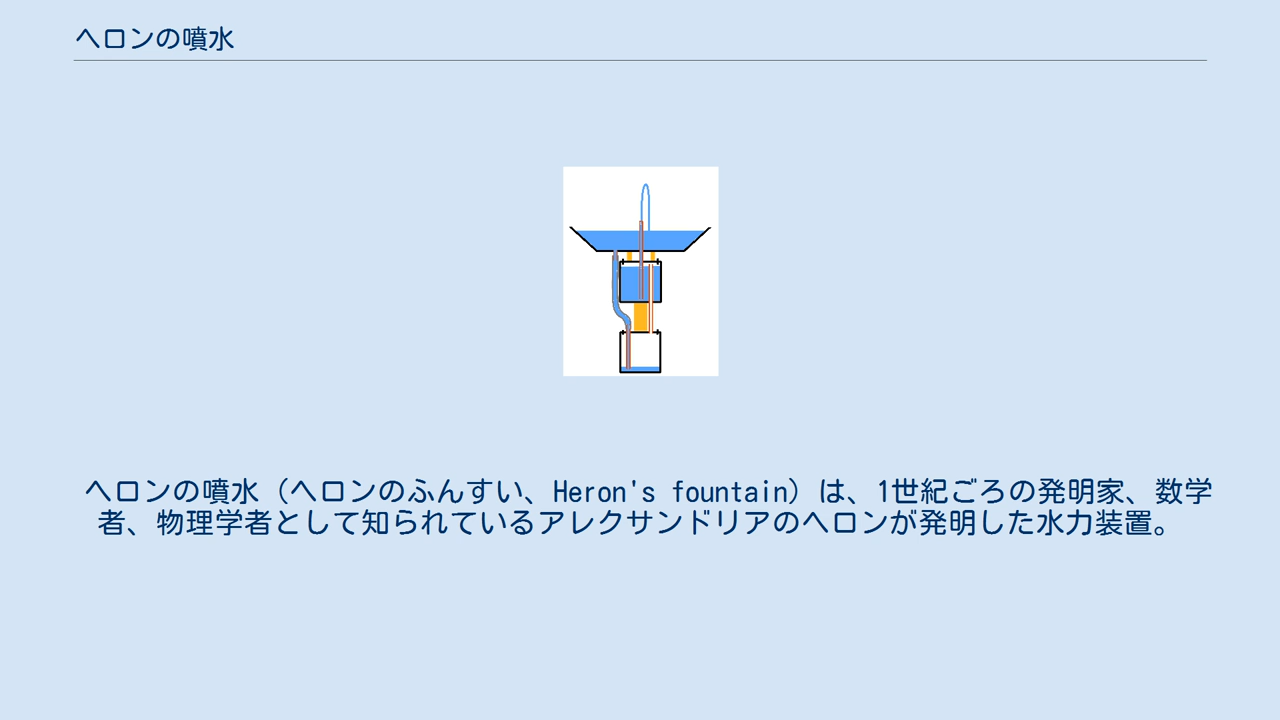 ヘロンの噴水
ヘロンの噴水（ヘロンのふんすい、Heron's fountain）は、1世紀ごろの発明家、数学
者、物理学者として知られているアレクサンドリアのヘロンが発明した水力装置。